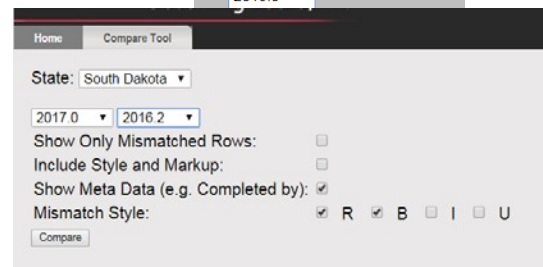 Home Compare Tool
State: South Dakota
2017.0 2016.2
Show Only Mismatched Rows:
Include Style and Markup:
Show Meta Data (e.g. Completed by):
Mismatch Style: R B I U
Compare